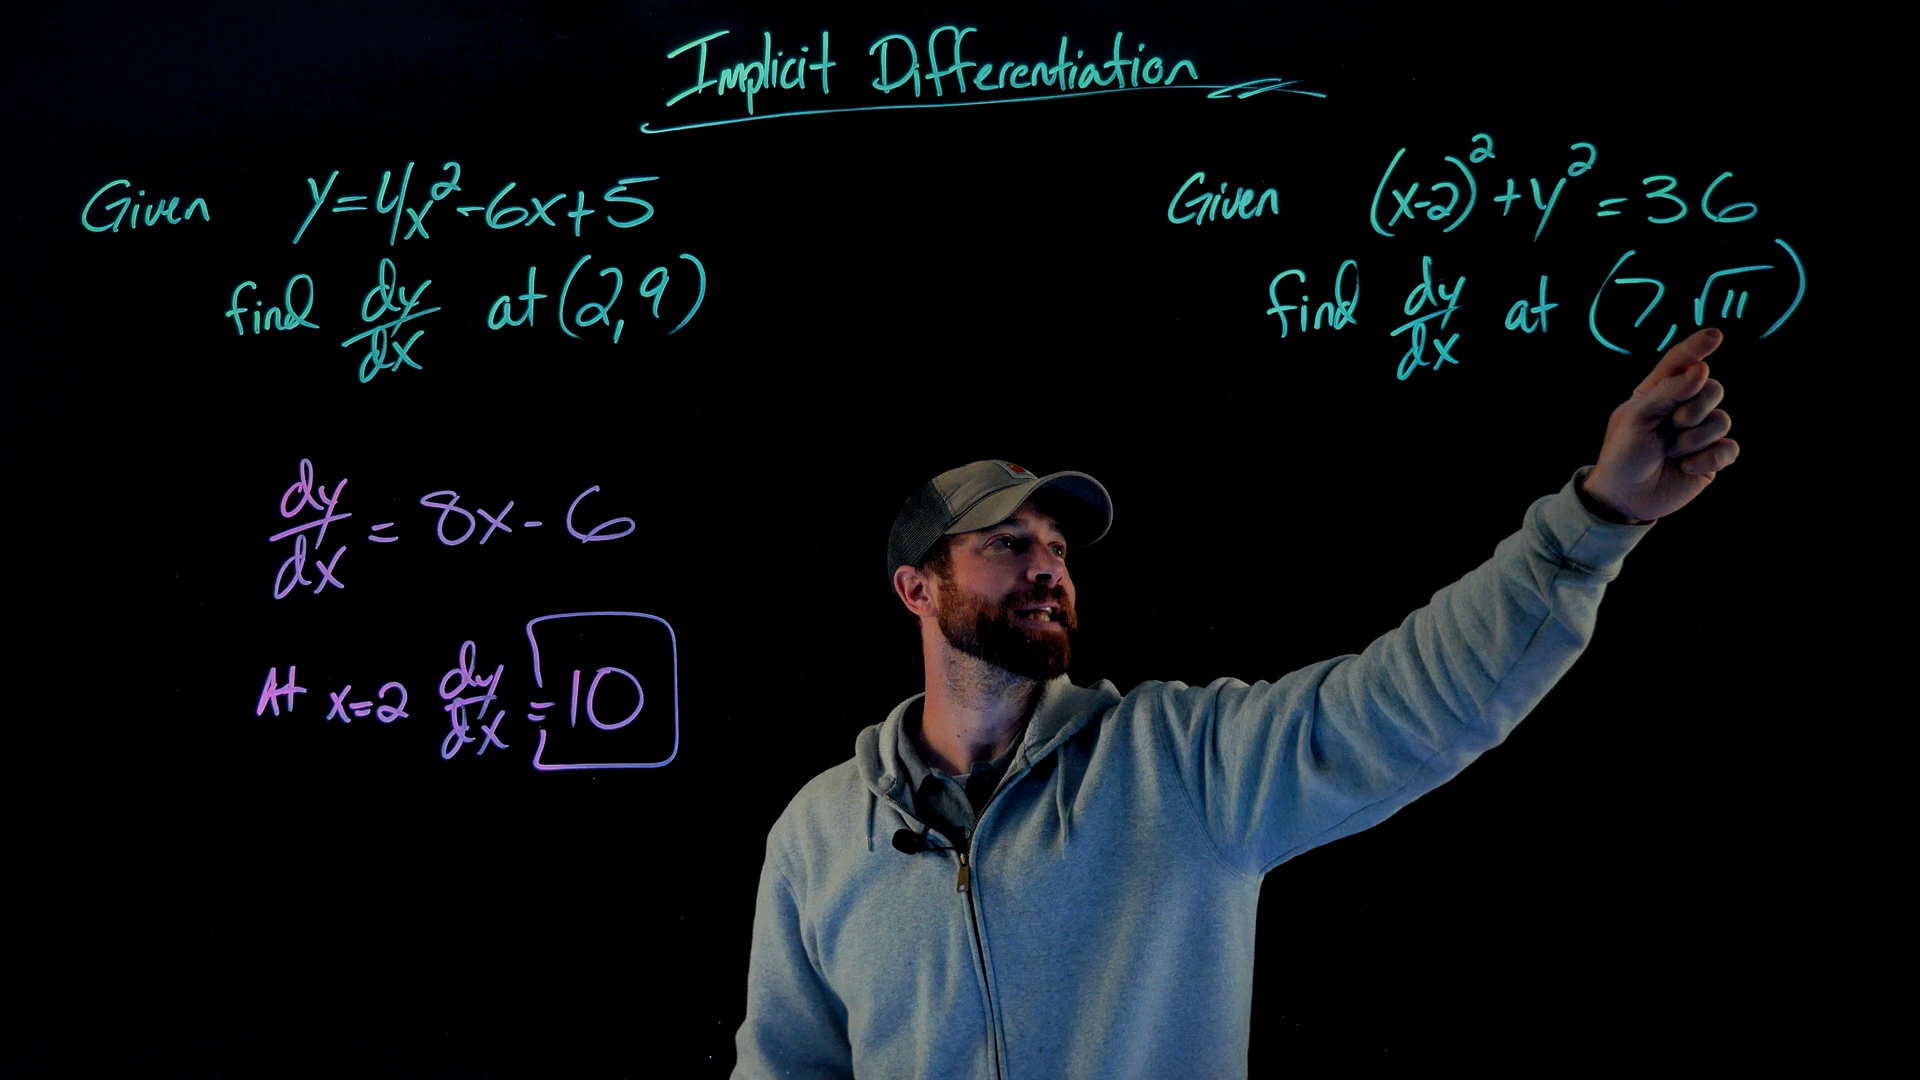 Implicit Differentiation
Given y=4x²-6x+5
find dy/dx at (2,9)
dy/dx = 8x-6
At x=2 dy/dx = 10
Given (x-2)²+y²=36
find dy/dx at (7,√11)